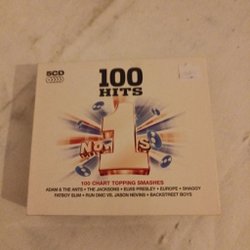 5CD
100
HITS
No. 1 S
100 CHART TOPPING SMASHES
ADAM & THE ANTS • THE JACKSONS • ELVIS PRESLEY • EUROPE • SHAGGY
FATBOY SLIM • RUN DMC VS. JASON NEVINS • BACKSTREET BOYS